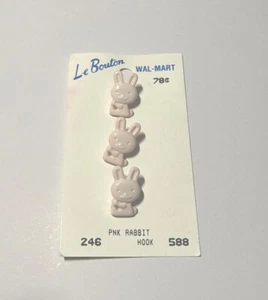 Le Bouton WAL-MART
78¢
PNK RABBIT
246 HOOK 588